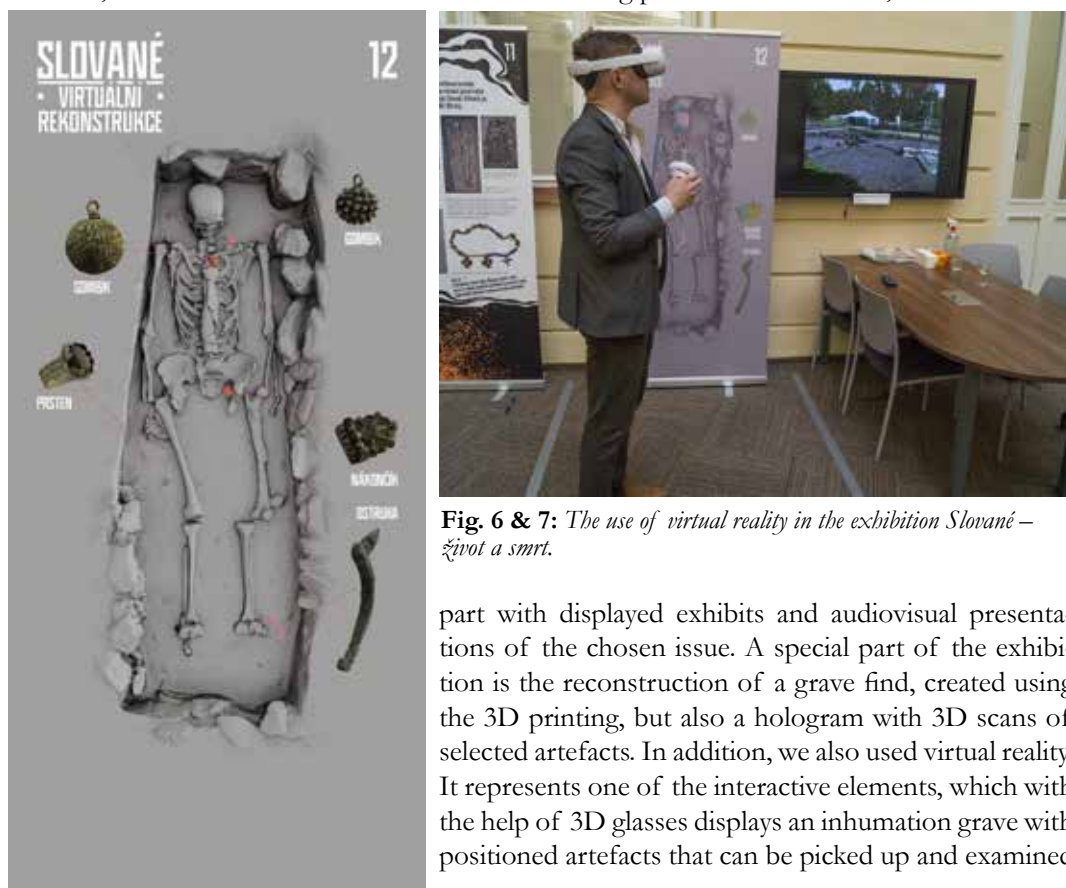 SLOVANÉ
• VIRTUÁLNI •
REKONSTRUKCE
12
GOMBÍK
GOMBÍK
PRSTEN
NÁKONČÍK
OSTRUHA
11
12
Fig. 6 & 7: The use of virtual reality in the exhibition Slované –
život a smrt.
part with displayed exhibits and audiovisual presenta-
tions of the chosen issue. A special part of the exhibi-
tion is the reconstruction of a grave find, created using
the 3D printing, but also a hologram with 3D scans of
selected artefacts. In addition, we also used virtual reality
It represents one of the interactive elements, which with
the help of 3D glasses displays an inhumation grave with
positioned artefacts that can be picked up and examined